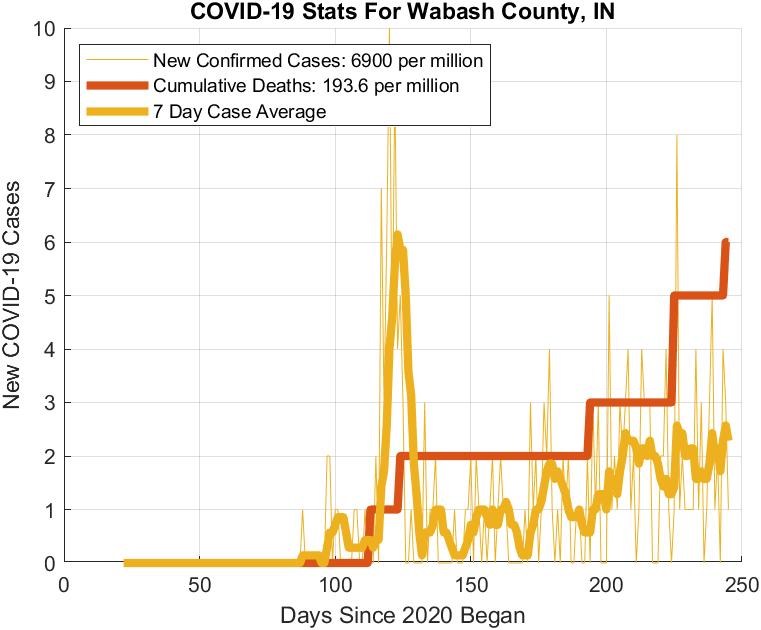 COVID-19 Stats For Wabash County, IN
New Confirmed Cases: 6900 per million
Cumulative Deaths: 193.6 per million
7 Day Case Average
New COVID-19 Cases
10
9
8
7
6
5
4
3
2
1
0
0 50 100 150 200 250
Days Since 2020 Began